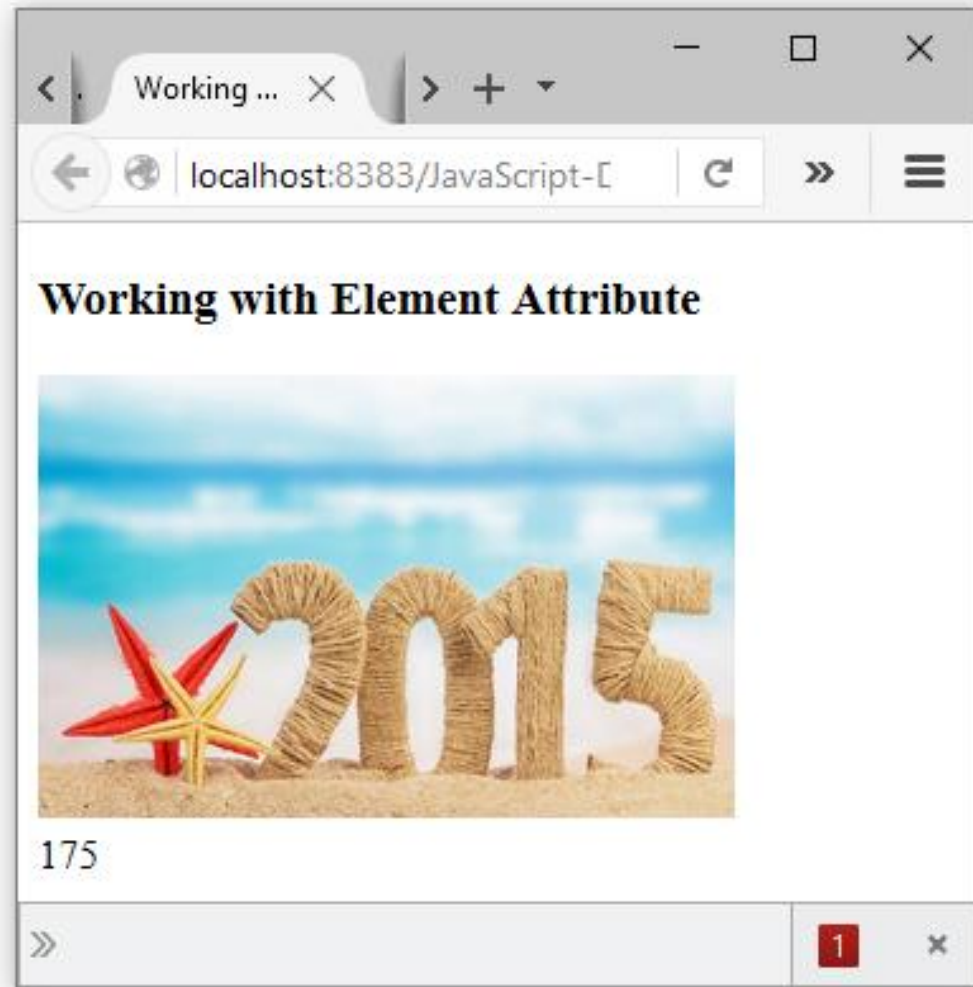 Working ...
localhost:8383/JavaScript-D
Working with Element Attribute
2015
175
1